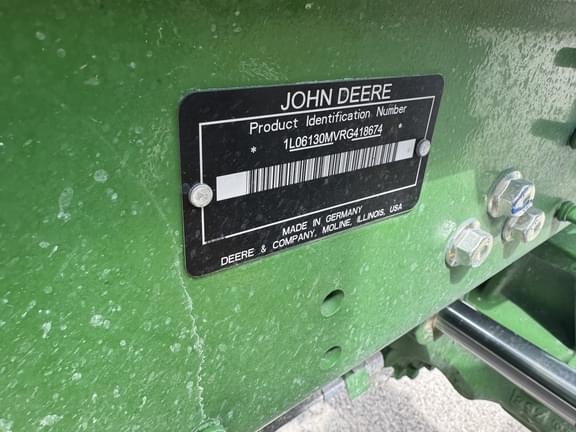 JOHN DEERE
Product Identification Number
* 1L06130MVRG418674 *
MADE IN GERMANY
DEERE & COMPANY, MOLINE, ILLINOIS, USA